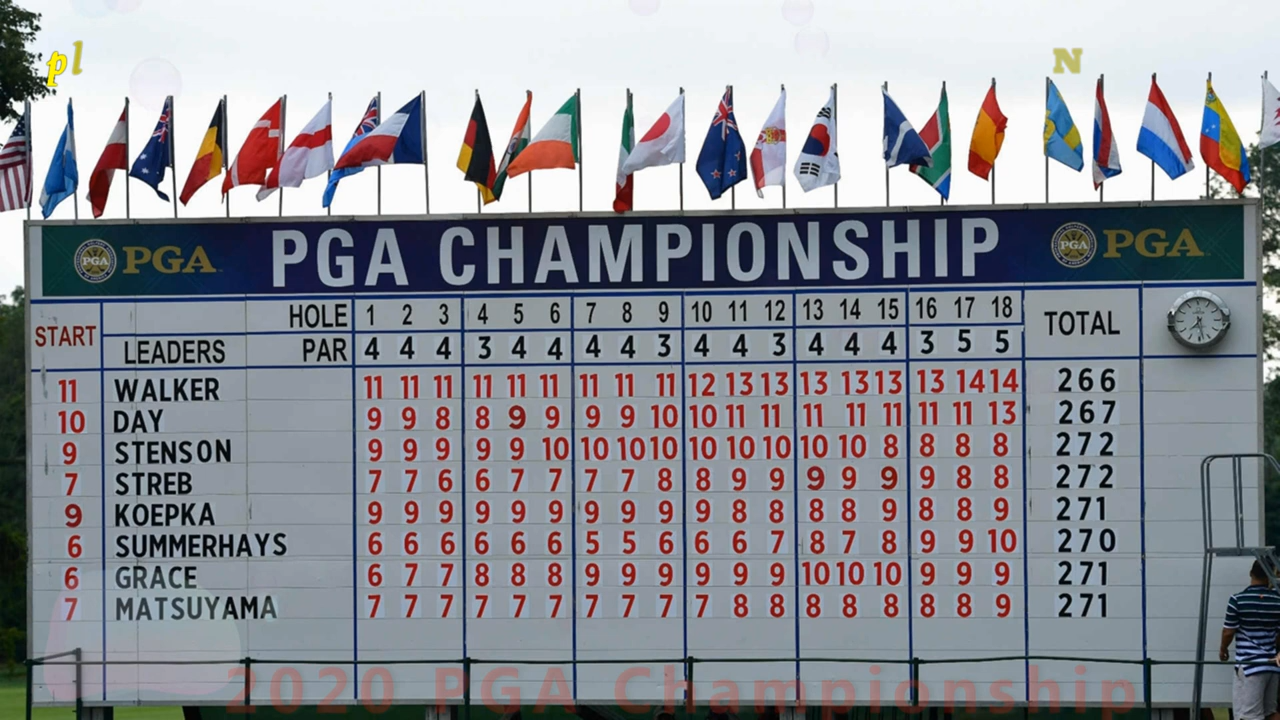 pl
N
PGA PGA CHAMPIONSHIP PGA
START HOLE 1 2 3 4 5 6 7 8 9 10 11 12 13 14 15 16 17 18 TOTAL
LEADERS PAR 4 4 4 3 4 4 4 4 3 4 4 3 4 4 4 3 5 5
11 WALKER 11 11 11 11 11 11 11 11 11 12 13 13 13 13 13 13 14 14 266
10 DAY 9 9 8 8 9 9 9 9 10 10 11 11 11 11 11 11 11 13 267
9 STENSON 9 9 9 9 9 10 10 10 10 10 10 10 10 10 8 8 8 8 272
7 STREB 7 7 6 6 7 7 7 7 8 8 9 9 9 9 9 9 8 8 272
9 KOEPKA 9 9 9 9 9 9 9 9 9 9 8 8 8 8 9 8 8 9 271
6 SUMMERHAYS 6 6 6 6 6 6 5 5 6 6 6 7 8 7 8 9 9 10 270
6 GRACE 6 7 7 8 8 8 9 9 9 9 9 9 10 10 10 9 9 9 271
7 MATSUYAMA 7 7 7 7 7 7 7 7 7 7 8 8 8 8 8 8 8 9 271
2020 PGA Championship